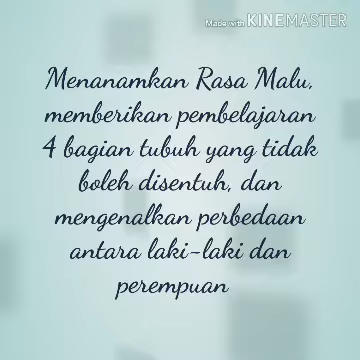 Made with KINEMASTER
Menanamkan Rasa Malu,
memberikan pembelajaran
4 bagian tubuh yang tidak
boleh disentuh, dan
mengenalkan perbedaan
antara laki-laki dan
perempuan